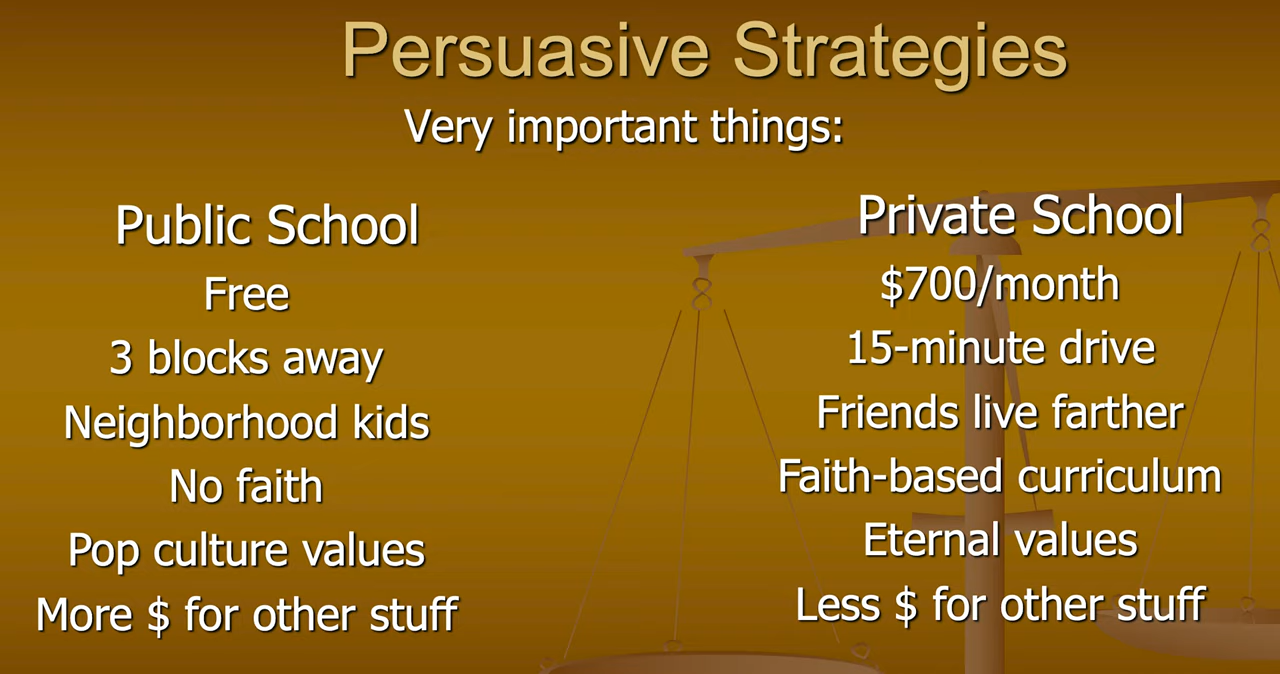 Persuasive Strategies
Very important things:
Public School
Free
3 blocks away
Neighborhood kids
No faith
Pop culture values
More $ for other stuff
Private School
$700/month
15-minute drive
Friends live farther
Faith-based curriculum
Eternal values
Less $ for other stuff